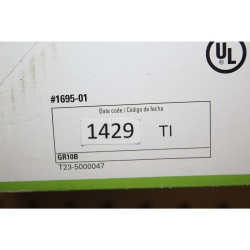 UL
#1695-01
Date code / Código de fecha
1429 TI
GR10B
T23-5000047